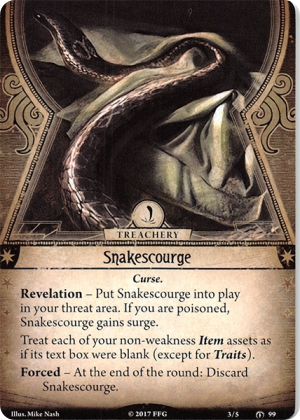 TREACHERY
Snakescourge
Curse.
Revelation – Put Snakescourge into play
in your threat area. If you are poisoned,
Snakescourge gains surge.
Treat each of your non-weakness Item assets as
if its text box were blank (except for Traits).
Forced – At the end of the round: Discard
Snakescourge.
Illus. Mike Nash © 2017 FFG 3/5 99